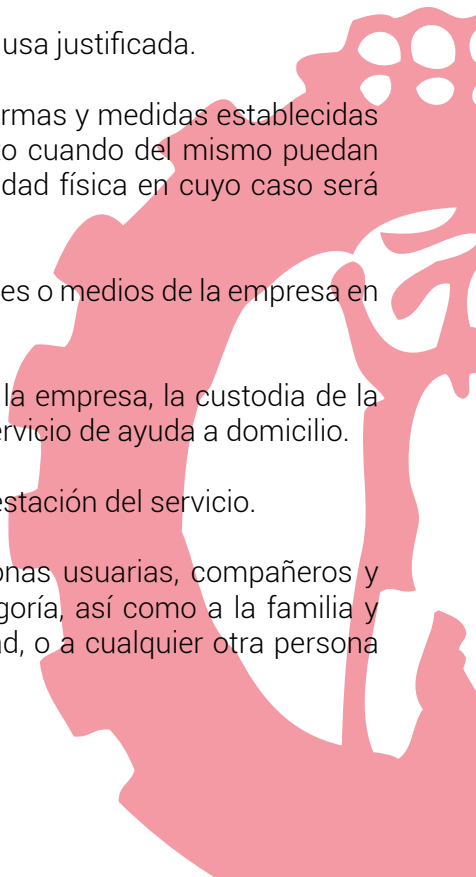 usa justificada.
rmas y medidas establecidas
o cuando del mismo puedan
dad física en cuyo caso será
es o medios de la empresa en
la empresa, la custodia de la
ervicio de ayuda a domicilio.
estación del servicio.
onas usuarias, compañeros y
goría, así como a la familia y
ad, o a cualquier otra persona